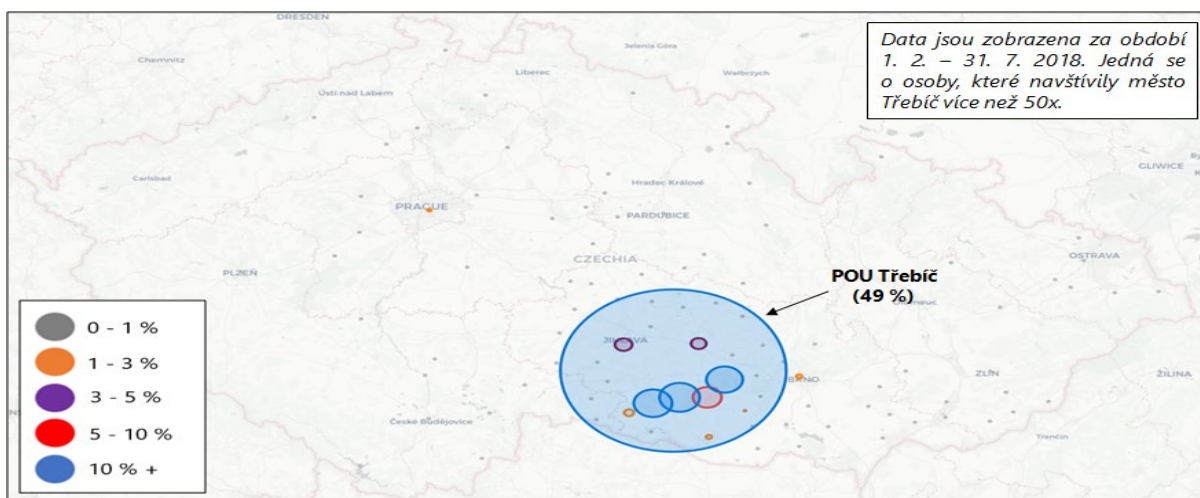 DRESDEN
Data jsou zobrazena za období
1. 2. – 31. 7. 2018. Jedná se
o osoby, které navštívily město
Třebíč více než 50x.
Chemnitz
Jelenia Góra
Liberec
Wałbrzych
Ústí nad Labem
GLIWICE
Carlsbad
Hradec Králové
PRAGUE
PARDUBICE
CZECHIA
OSTRAVA
PLZEŇ
POU Třebíč
(49 %)
0 - 1 %
1 - 3 %
3 - 5 %
5 - 10 %
10 % +
JIHLAVA
BRNO
ZLÍN
ŽILINA
České Budějovice
Trenčín